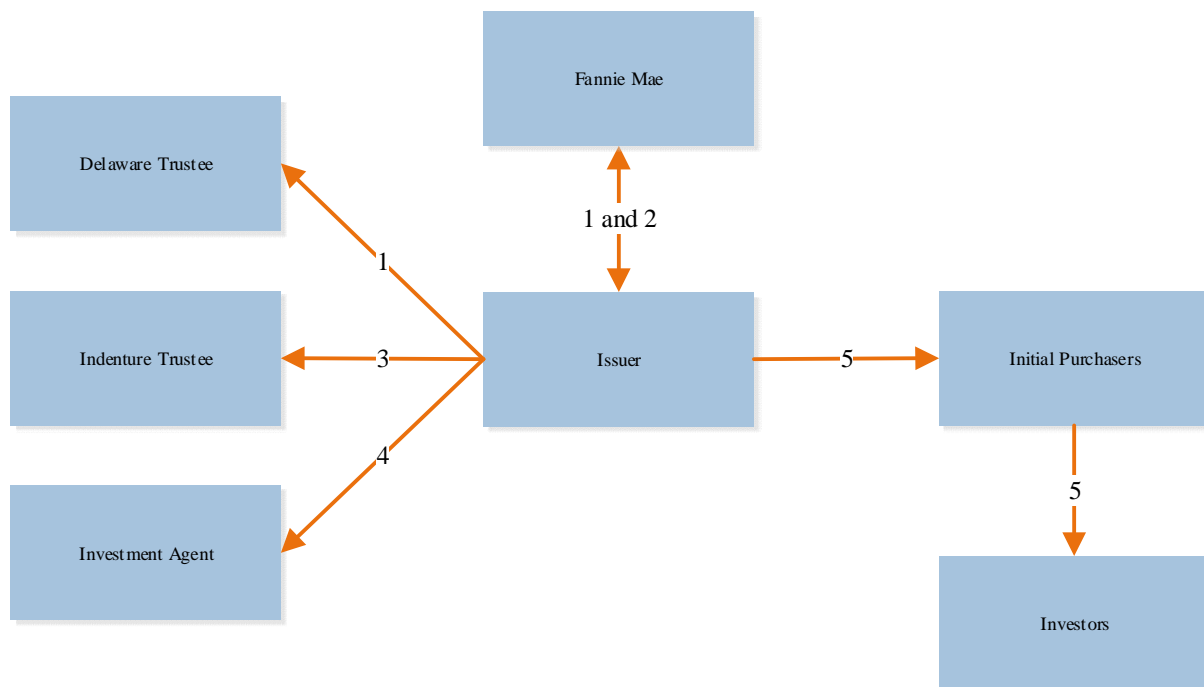 Fannie Mae
Delaware Trustee
1 and 2
1
Indenture Trustee
3
Issuer
5
Initial Purchasers
4
5
Investment Agent
Investors